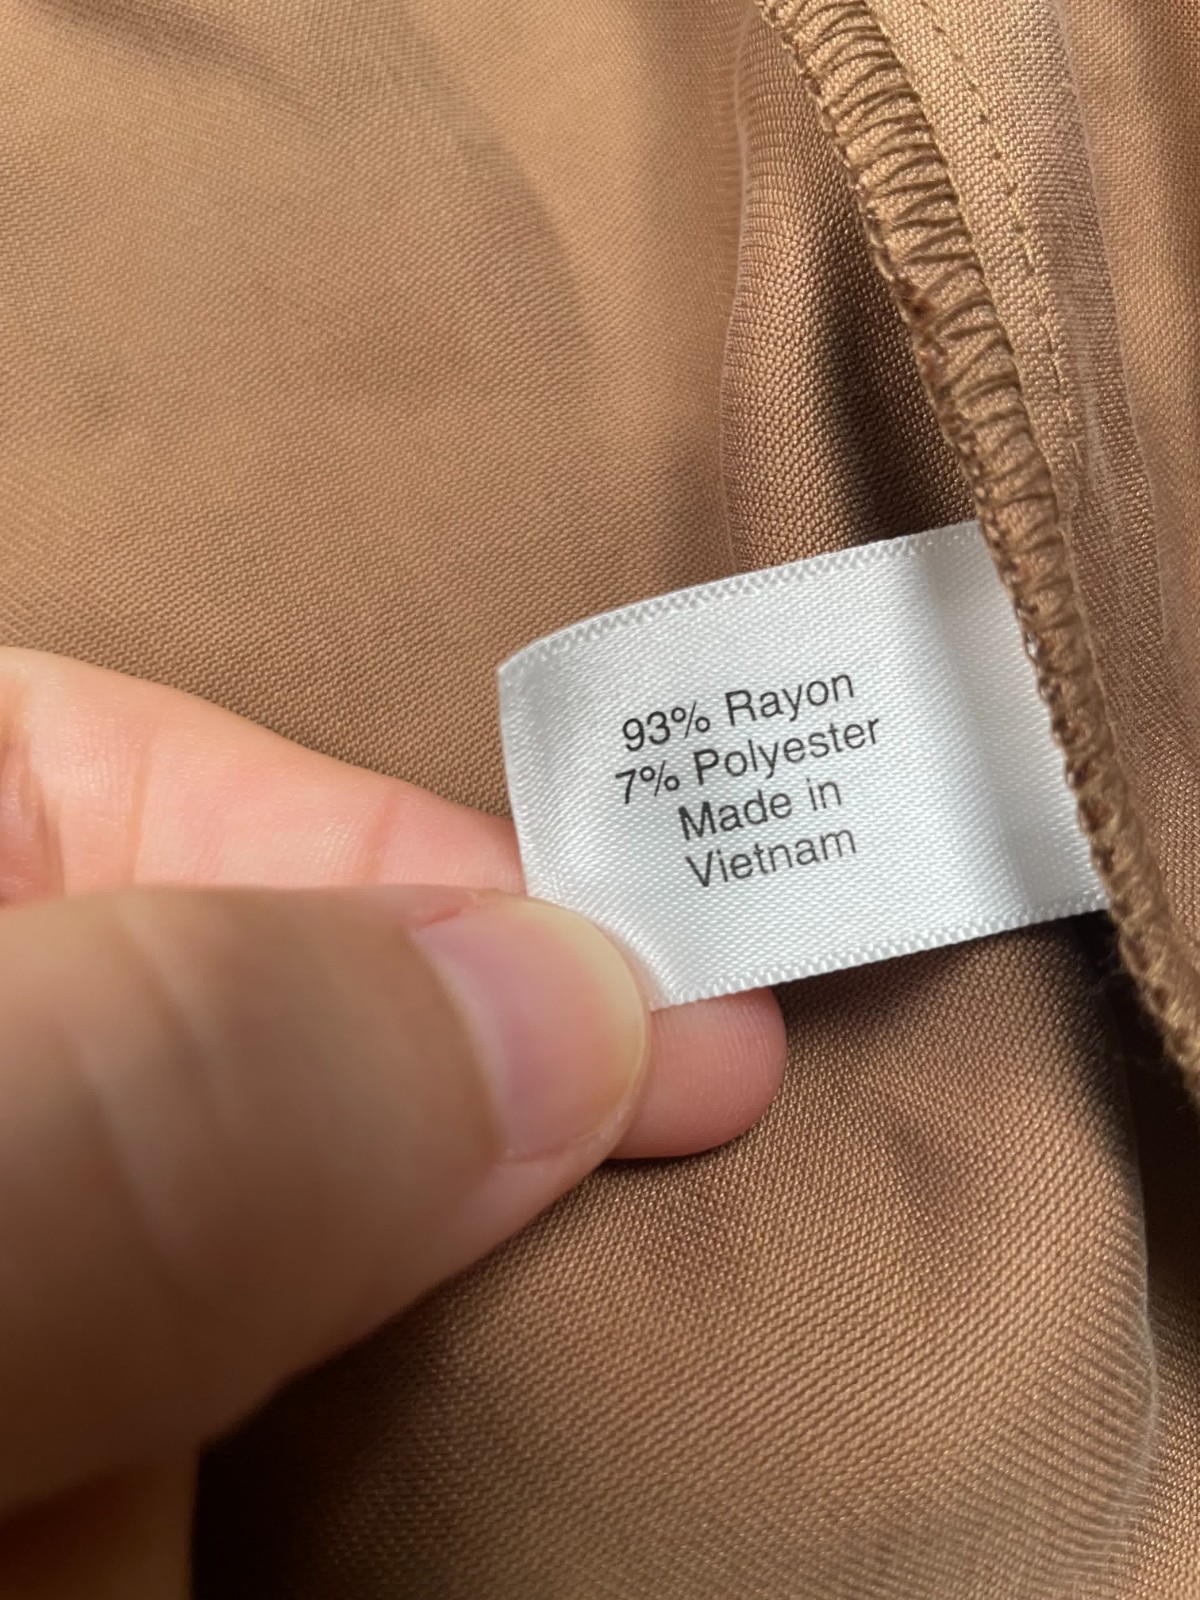 93% Rayon
7% Polyester
Made in
Vietnam